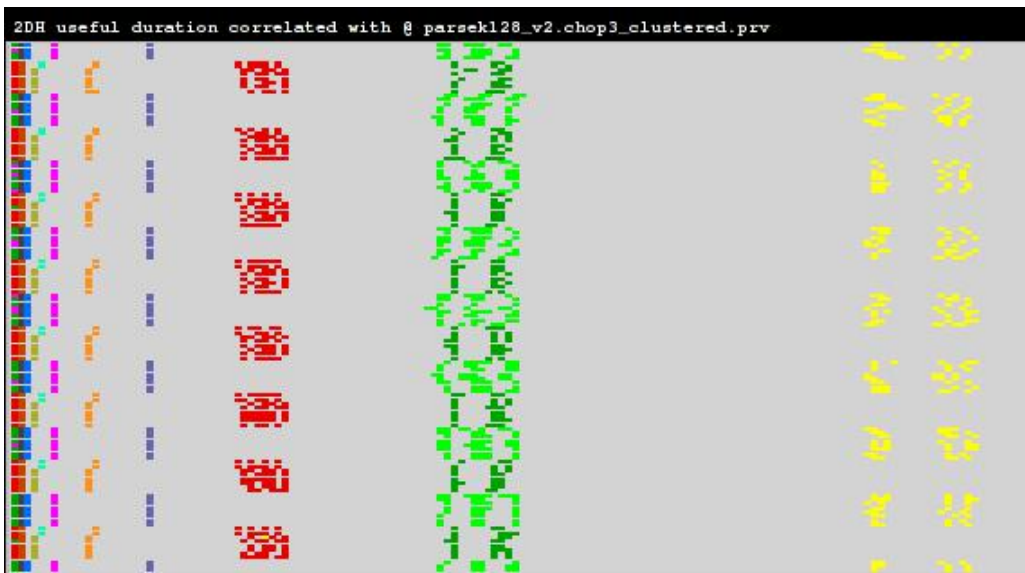 2DH useful duration correlated with @ parsek128_v2.chop3_clustered.prv